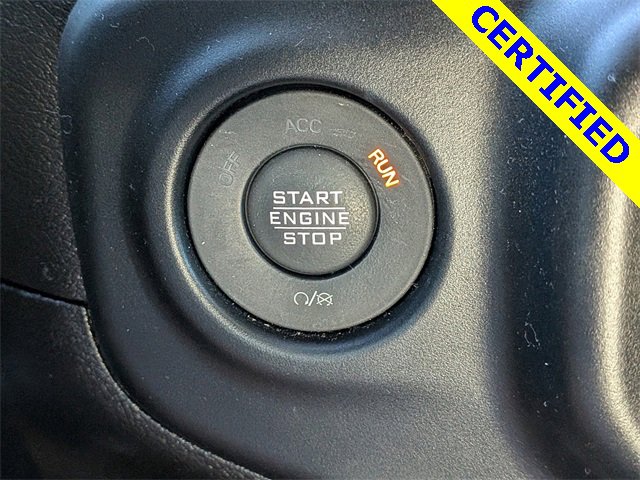 CERTIFIED
ACC
OFF
RUN
START
ENGINE
STOP